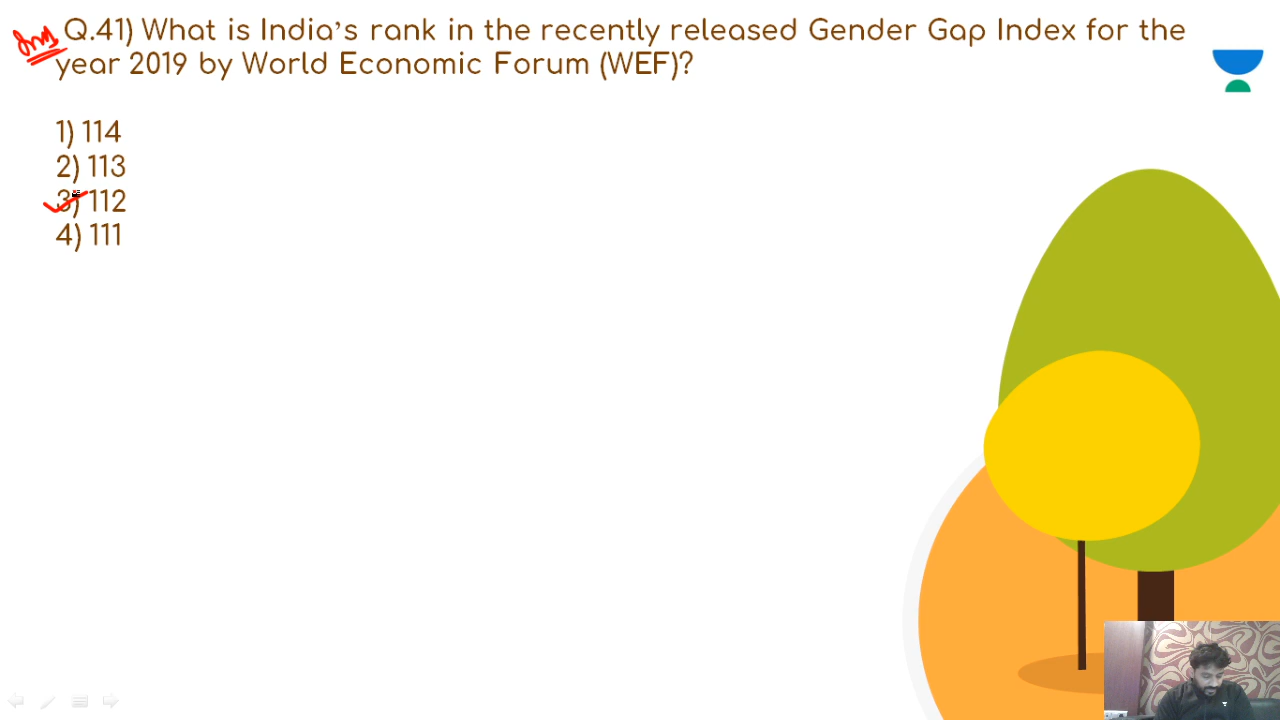 Q.41) What is India's rank in the recently released Gender Gap Index for the
year 2019 by World Economic Forum (WEF)?
1) 114
2) 113
3) 112
4) 111